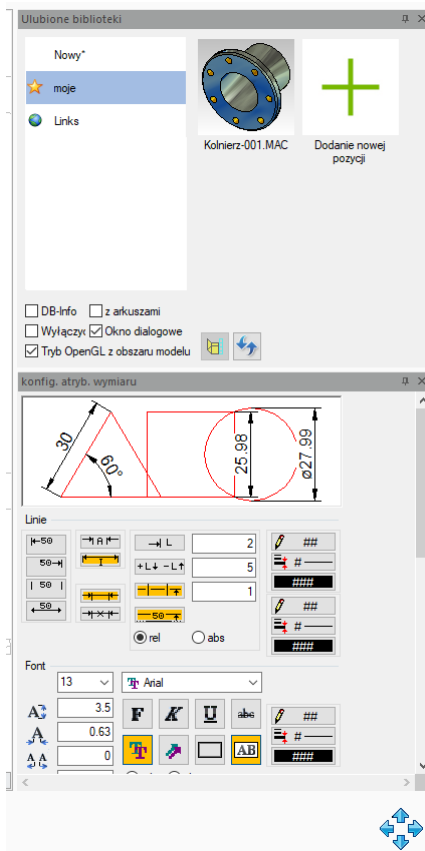 Ulubione biblioteki
Nowy*
moje
Links
Kolnierz-001.MAC
Dodanie nowej
pozycji
DB-Info z arkuszami
Wyłączyć Okno dialogowe
Tryb OpenGL z obszaru modelu
konfig. atryb. wymiaru
30
60°
25.98
ø27.99
Linie
50 A L 2 ##
50 I +L -L 5 #
50 1 ###
50 X 50 ##
#
rel abs ###
Font
13 Tr Arial
A 3.5 F K U abc ##
A 0.63 #
A A 0 Tr AB ###